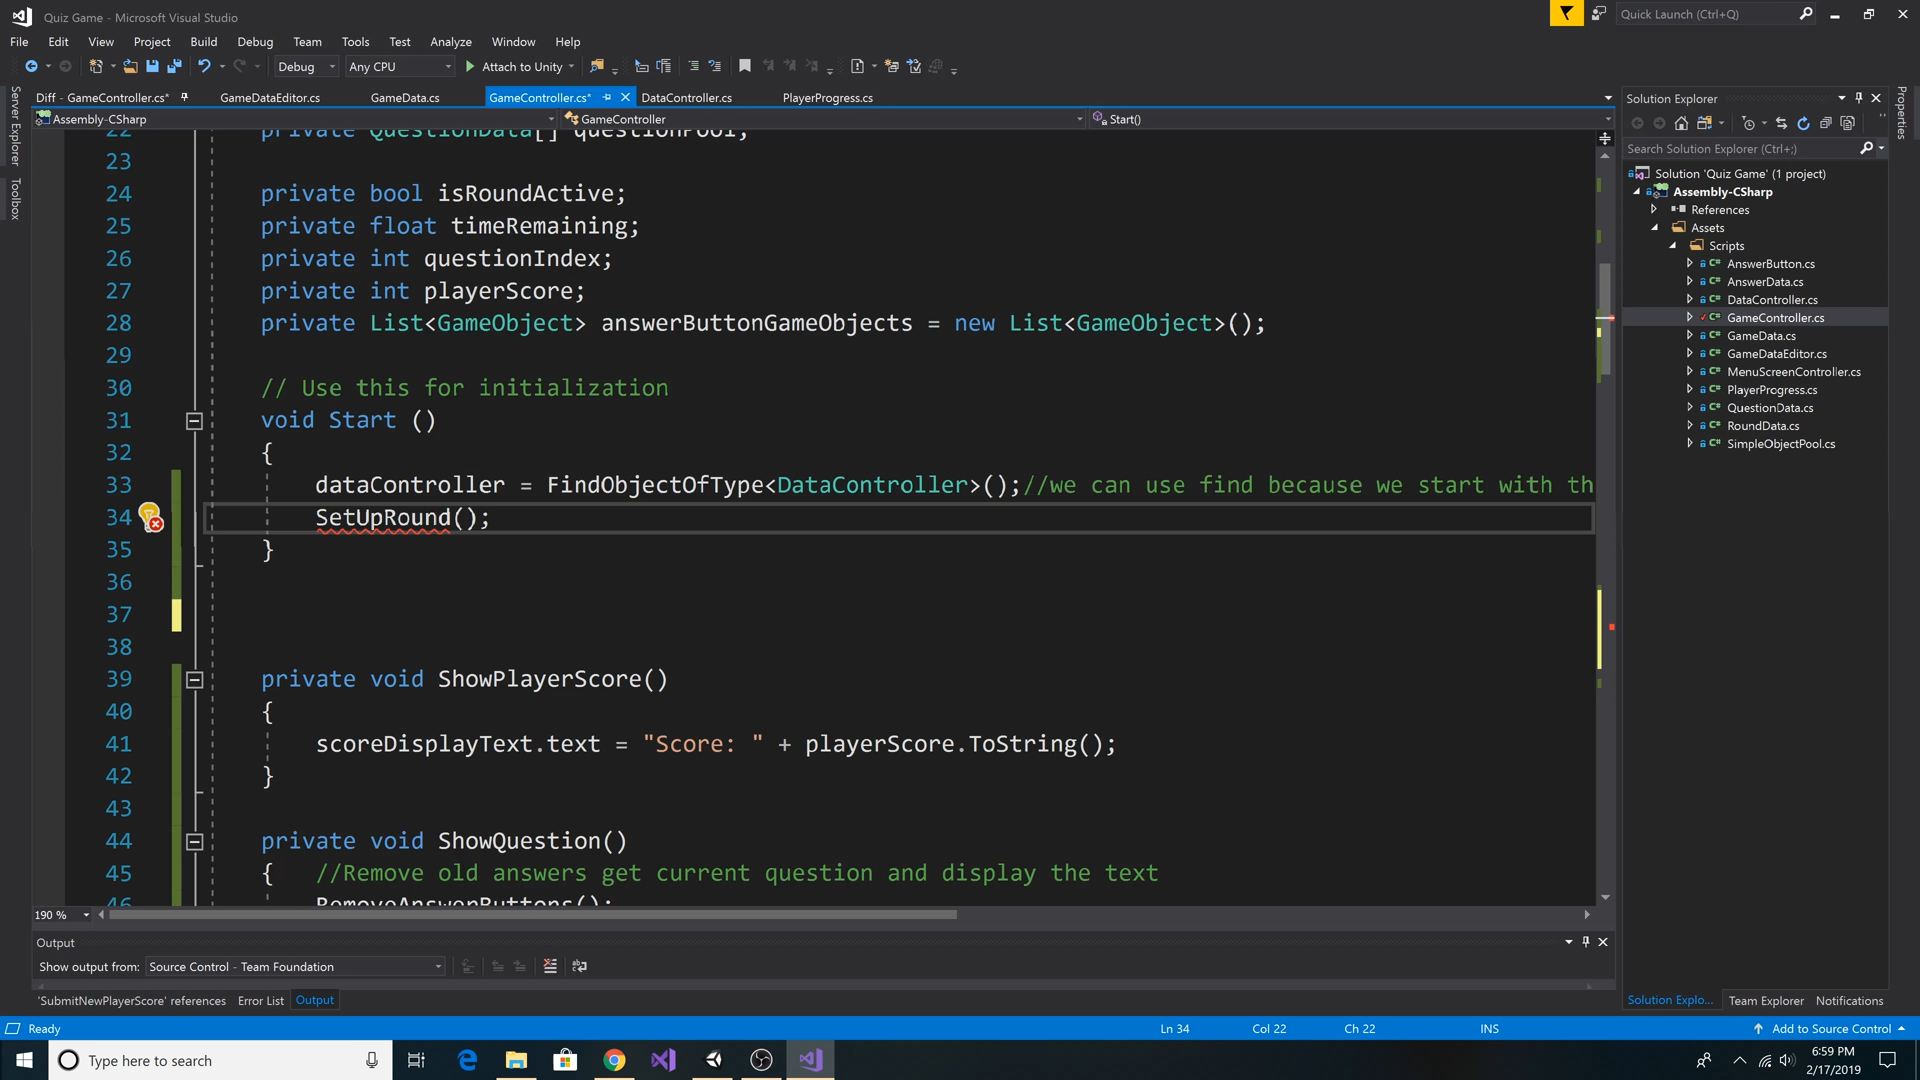 Quiz Game - Microsoft Visual Studio
Quick Launch (Ctrl+Q)
File Edit View Project Build Debug Team Tools Test Analyze Window Help
Debug Any CPU Attach to Unity
Diff - GameController.cs* GameDataEditor.cs GameData.cs GameController.cs* DataController.cs PlayerProgress.cs
Assembly-CSharp GameController Start()
Server Explorer
Toolbox
22 private QuestionData[] questionPool;
23
24 private bool isRoundActive;
25 private float timeRemaining;
26 private int questionIndex;
27 private int playerScore;
28 private List<GameObject> answerButtonGameObjects = new List<GameObject>();
29
30 // Use this for initialization
31 void Start ()
32 {
33 dataController = FindObjectOfType<DataController>();//we can use find because we start with th
34 SetUpRound();
35 }
36
37
38
39 private void ShowPlayerScore()
40 {
41 scoreDisplayText.text = "Score: " + playerScore.ToString();
42 }
43
44 private void ShowQuestion()
45 { //Remove old answers get current question and display the text
46 RemoveAnswerButtons();
190 %
Output
Show output from: Source Control - Team Foundation
'SubmitNewPlayerScore' references Error List Output
Solution Explorer
Search Solution Explorer (Ctrl+;)
Solution 'Quiz Game' (1 project)
Assembly-CSharp
References
Assets
Scripts
AnswerButton.cs
AnswerData.cs
DataController.cs
GameController.cs
GameData.cs
GameDataEditor.cs
MenuScreenController.cs
PlayerProgress.cs
QuestionData.cs
RoundData.cs
SimpleObjectPool.cs
Solution Explo... Team Explorer Notifications
Properties
Ready Ln 34 Col 22 Ch 22 INS Add to Source Control
Type here to search
6:59 PM
2/17/2019